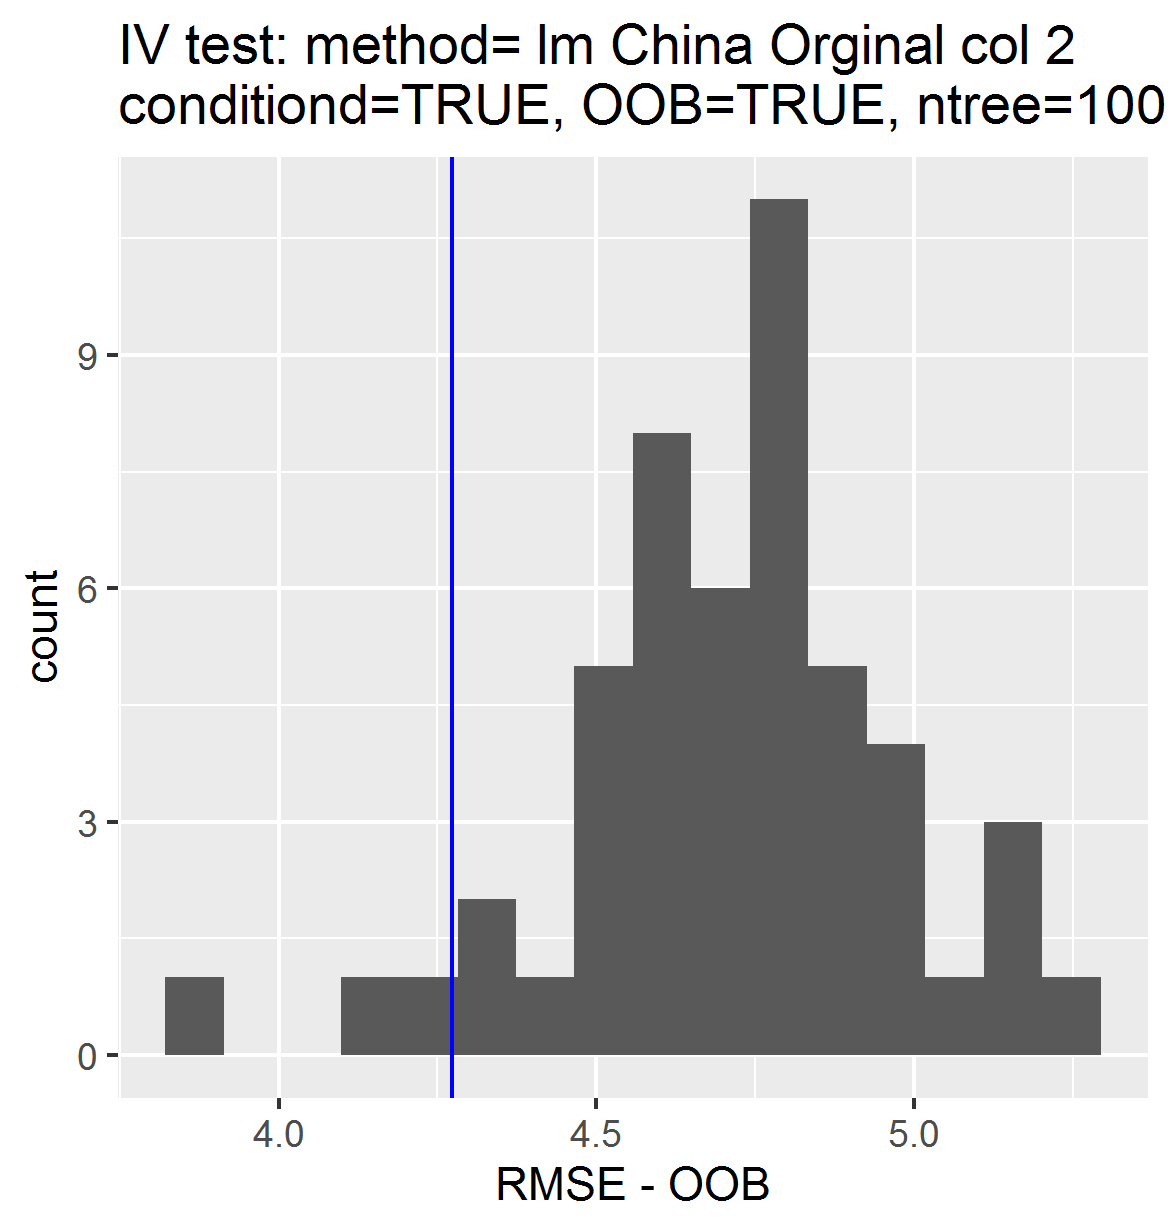 IV test: method= lm China Orginal col 2
conditiond=TRUE, OOB=TRUE, ntree=100
9
6
3
0
count
4.0 4.5 5.0
RMSE - OOB